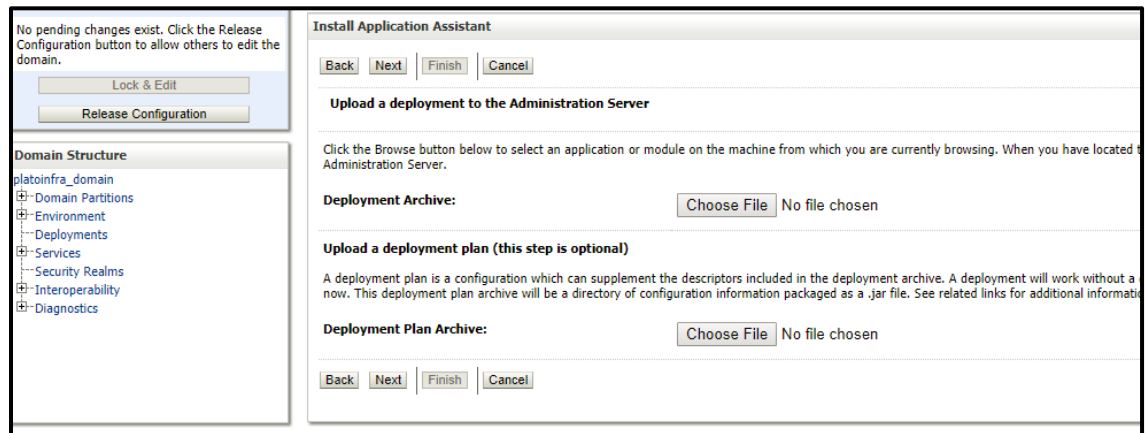 No pending changes exist. Click the Release
Configuration button to allow others to edit the
domain.
Lock & Edit
Release Configuration
Domain Structure
platoinfra_domain
Domain Partitions
Environment
Deployments
Services
Security Realms
Interoperability
Diagnostics
Install Application Assistant
Back Next Finish Cancel
Upload a deployment to the Administration Server
Click the Browse button below to select an application or module on the machine from which you are currently browsing. When you have located
Administration Server.
Deployment Archive: Choose File No file chosen
Upload a deployment plan (this step is optional)
A deployment plan is a configuration which can supplement the descriptors included in the deployment archive. A deployment will work without a
now. This deployment plan archive will be a directory of configuration information packaged as a .jar file. See related links for additional
Deployment Plan Archive: Choose File No file chosen
Back Next Finish Cancel